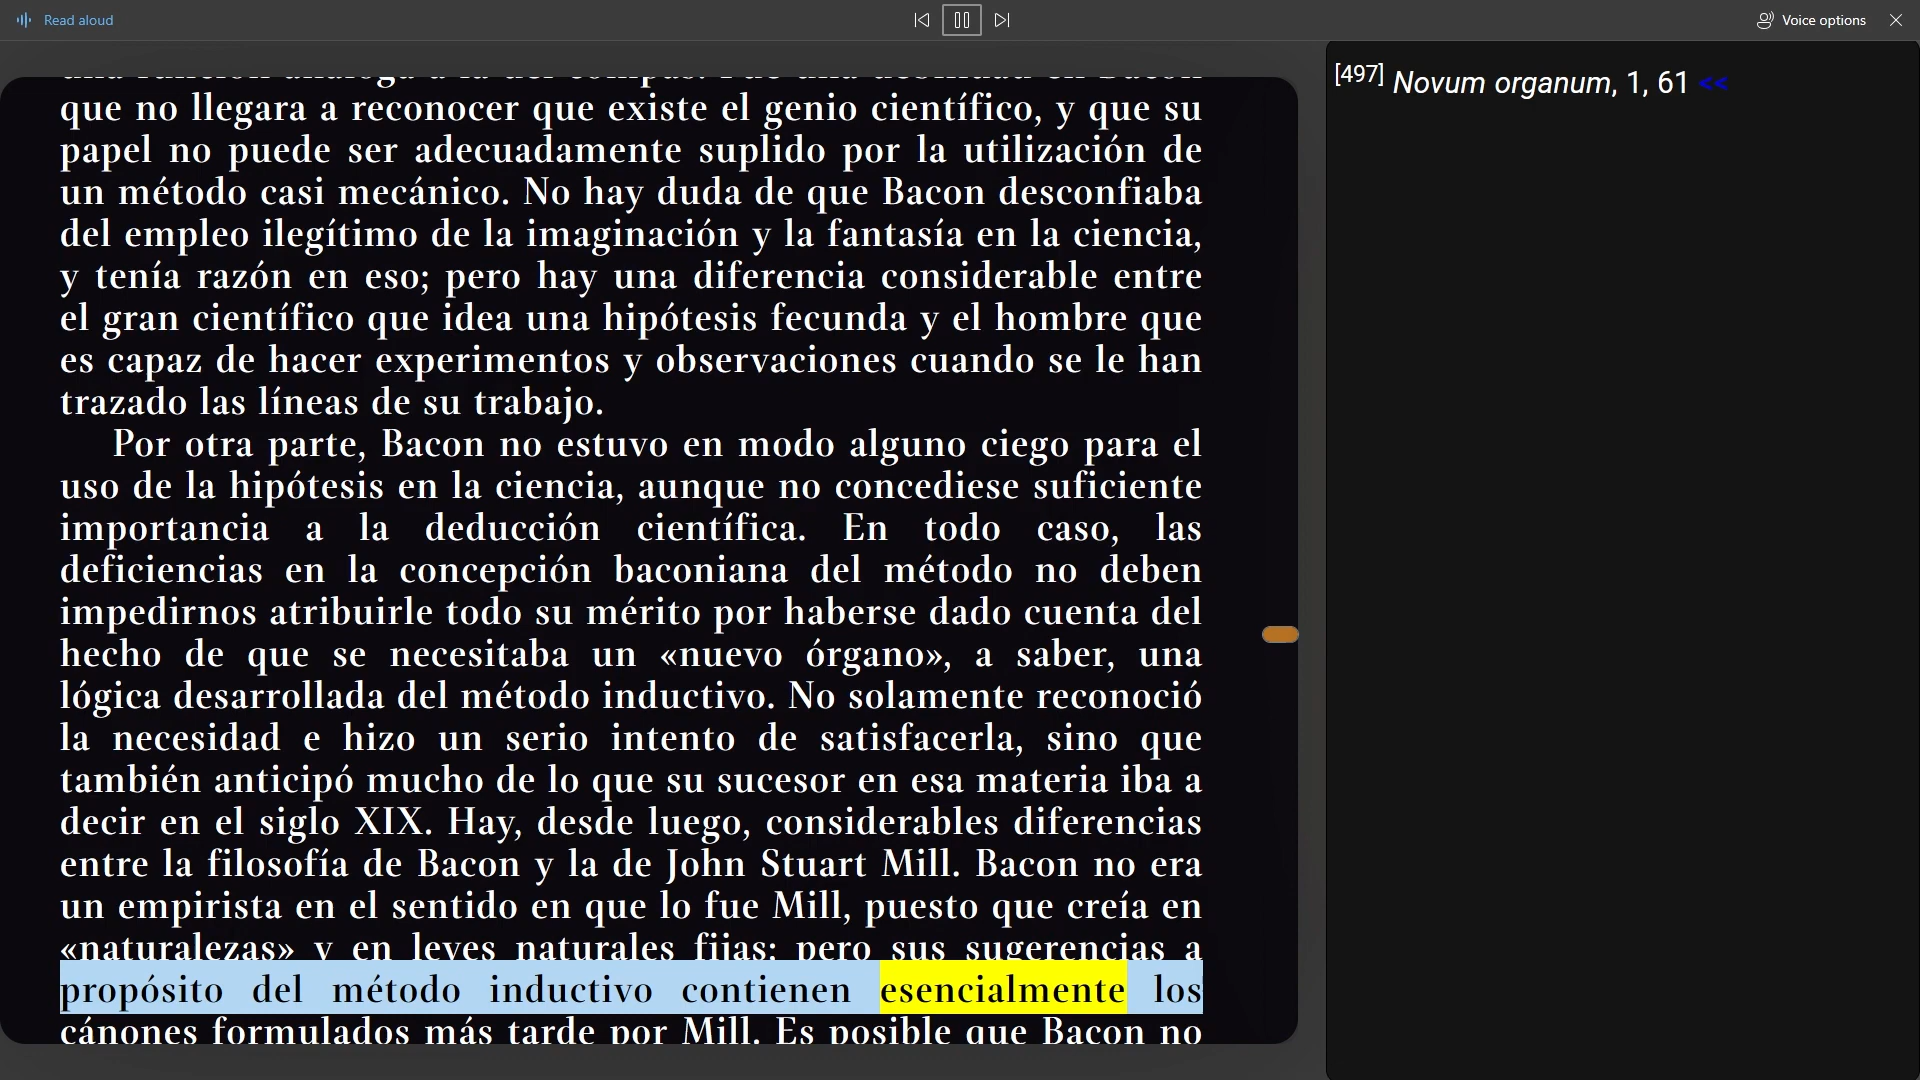 Read aloud
Voice options
que no llegara a reconocer que existe el genio científico, y que su
papel no puede ser adecuadamente suplido por la utilización de
un método casi mecánico. No hay duda de que Bacon desconfiaba
del empleo ilegítimo de la imaginación y la fantasía en la ciencia,
y tenía razón en eso; pero hay una diferencia considerable entre
el gran científico que idea una hipótesis fecunda y el hombre que
es capaz de hacer experimentos y observaciones cuando se le han
trazado las líneas de su trabajo.
Por otra parte, Bacon no estuvo en modo alguno ciego para el
uso de la hipótesis en la ciencia, aunque no concediese suficiente
importancia a la deducción científica. En todo caso, las
deficiencias en la concepción baconiana del método no deben
impedirnos atribuirle todo su mérito por haberse dado cuenta del
hecho de que se necesitaba un «nuevo órgano», a saber, una
lógica desarrollada del método inductivo. No solamente reconoció
la necesidad e hizo un serio intento de satisfacerla, sino que
también anticipó mucho de lo que su sucesor en esa materia iba a
decir en el siglo XIX. Hay, desde luego, considerables diferencias
entre la filosofía de Bacon y la de John Stuart Mill. Bacon no era
un empirista en el sentido en que lo fue Mill, puesto que creía en
«naturalezas» y en leyes naturales fijas; pero sus sugerencias a
propósito del método inductivo contienen esencialmente los
cánones formulados más tarde por Mill. Es posible que Bacon no
[497] Novum organum, 1, 61 <<